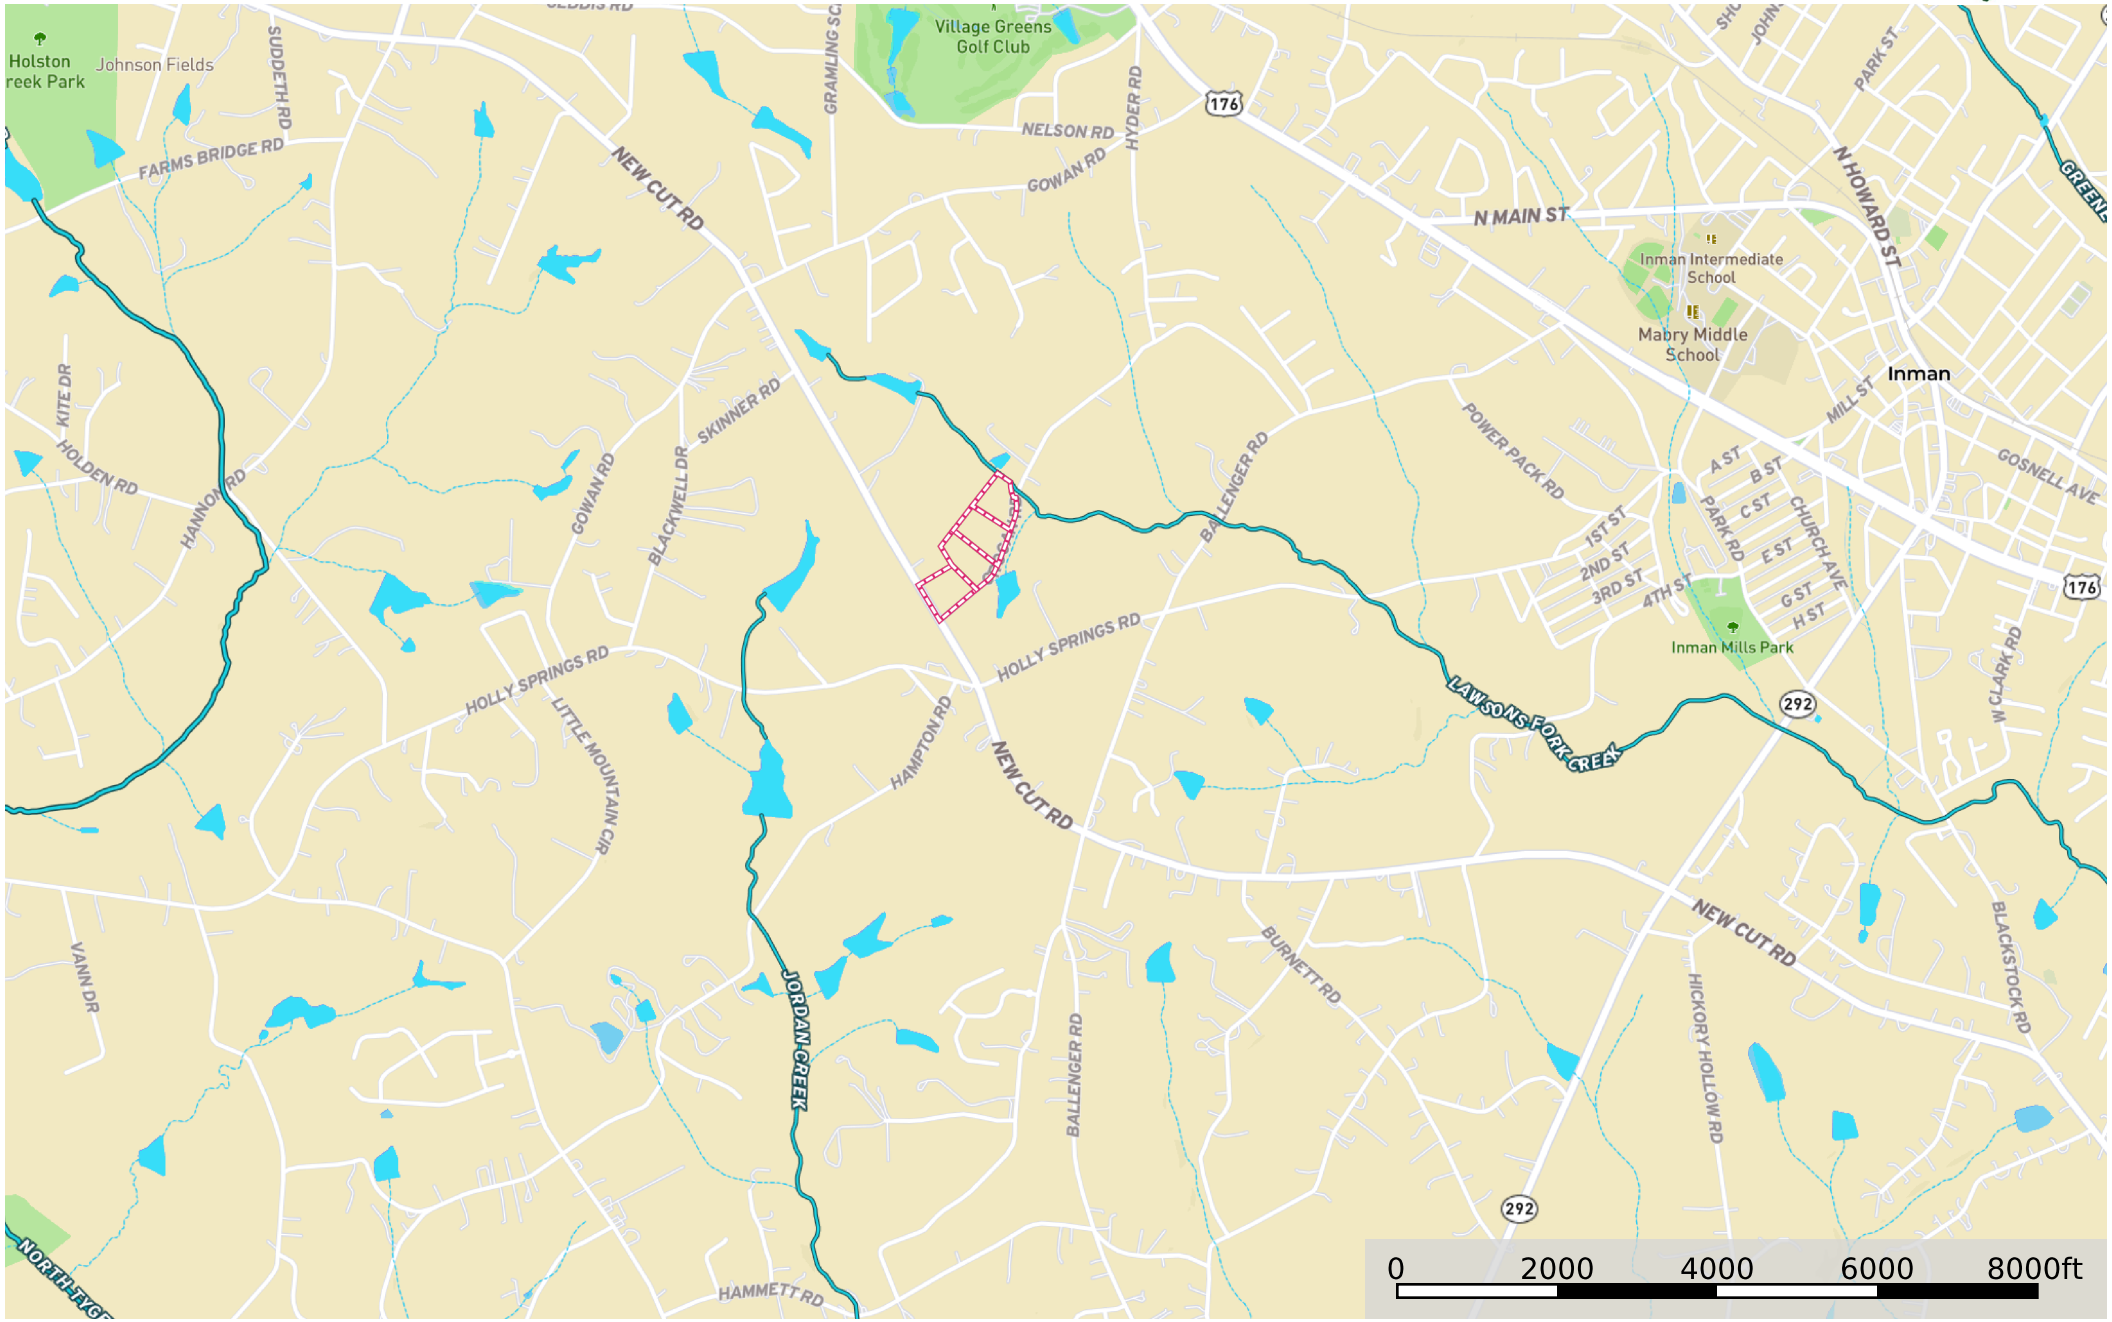 GEDDIS RD
Holston
reek Park
Johnson Fields
SUDDETH RD
FARMS BRIDGE RD
NEW CUT RD
Village Greens
Golf Club
NELSON RD
HYDER RD
GOWAN RD
176
N MAIN ST
PARK ST
N HOWARD ST
Inman Intermediate
School
Mabry Middle
School
Inman
MILL ST
GOSNELL AVE
KITE DR
HOLDEN RD
HANNON RD
GOWAN RD
BLACKWELL DR
SKINNER RD
BALLENGER RD
POWER PACK RD
A ST
B ST
C ST
E ST
G ST
H ST
PARK RD
CHURCH AVE
1ST ST
2ND ST
3RD ST
4TH ST
176
Inman Mills Park
HOLLY SPRINGS RD
HOLLY SPRINGS RD
LITTLE MOUNTAIN CIR
HAMPTON RD
NEW CUT RD
LAWSONS FORK CREEK
292
M CLARK RD
VANN DR
JORDAN CREEK
BALLENGER RD
BURNETT RD
NEW CUT RD
HICKORY HOLLOW RD
BLACKSTOCK RD
292
HAMMETT RD
0 2000 4000 6000 8000ft